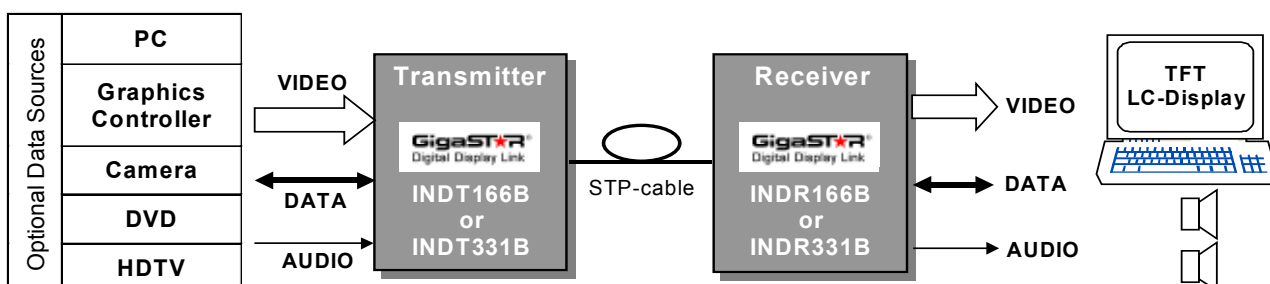 Optional Data Sources
PC
Graphics
Controller
Camera
DVD
HDTV
VIDEO
DATA
AUDIO
Transmitter
GigaSTAR®
Digital Display Link
INDT166B
or
INDT331B
STP-cable
Receiver
GigaSTAR®
Digital Display Link
INDR166B
or
INDR331B
VIDEO
DATA
AUDIO
TFT
LC-Display